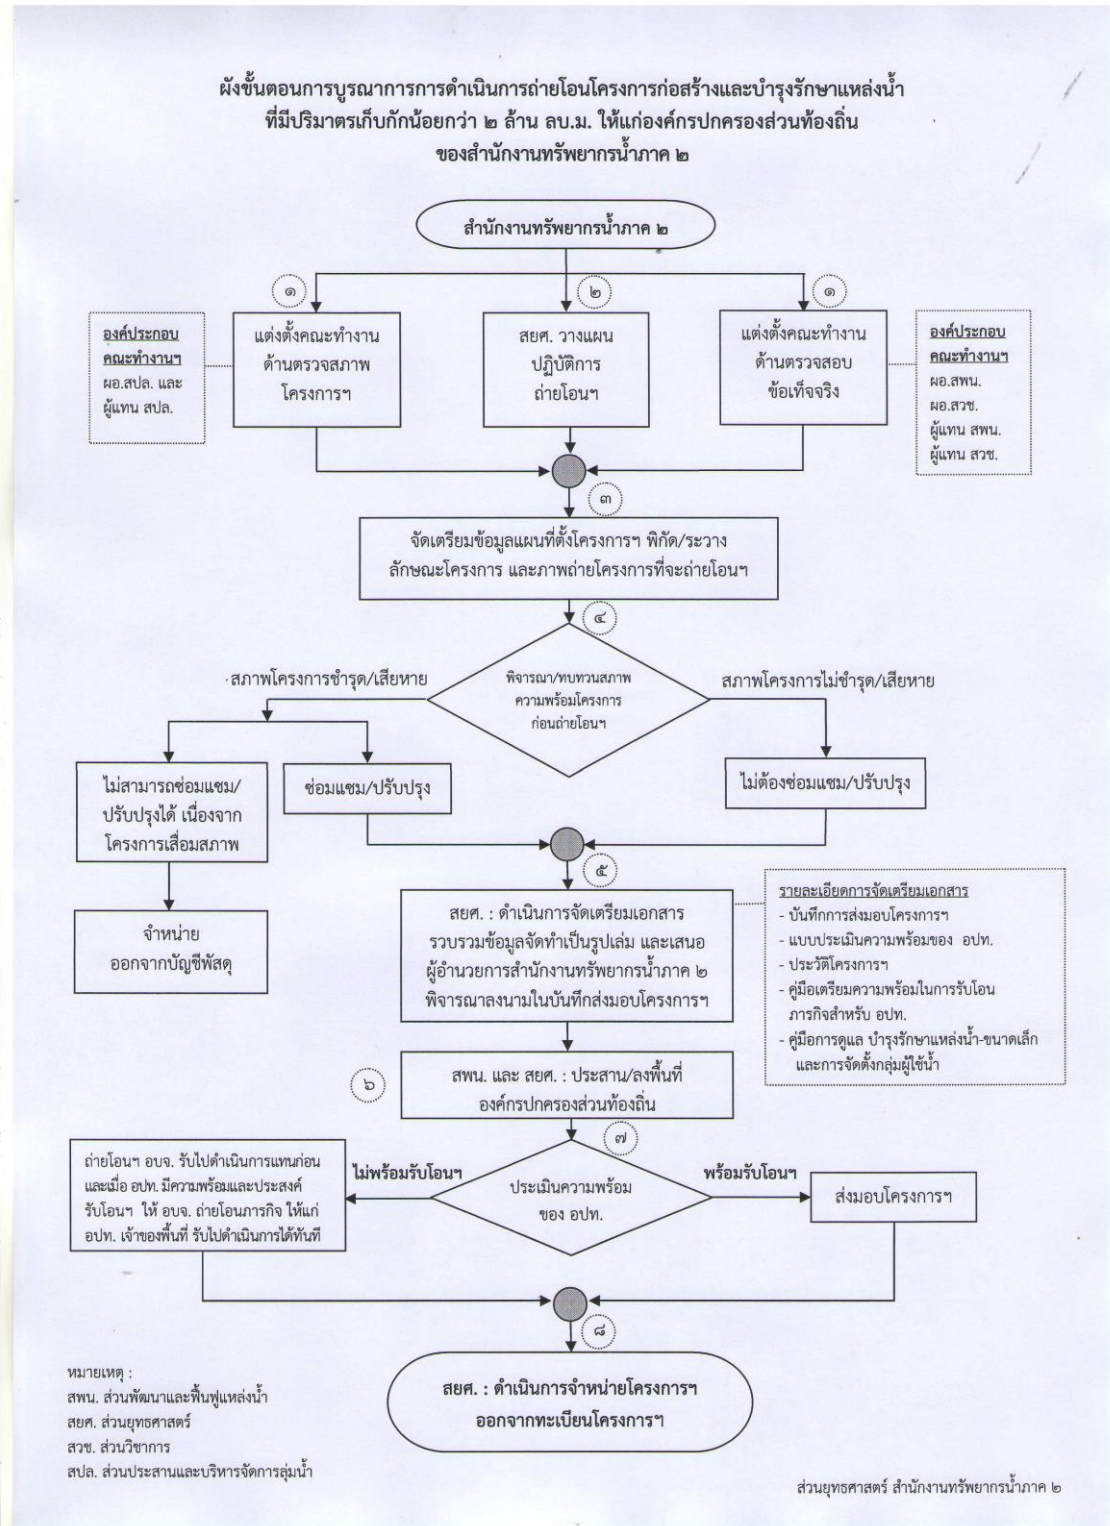 ผังขั้นตอนการบูรณาการการดำเนินการถ่ายโอนโครงการก่อสร้างและบำรุงรักษาแหล่งน้ำ
ที่มีปริมาตรเก็บกักน้อยกว่า ๒ ล้าน ลบ.ม. ให้แก่องค์กรปกครองส่วนท้องถิ่น
ของสำนักงานทรัพยากรน้ำภาค ๒
สำนักงานทรัพยากรน้ำภาค ๒
๑
๒
๑
องค์ประกอบ
คณะทำงานฯ
ผอ.สปล. และ
ผู้แทน สปล.
แต่งตั้งคณะทำงาน
ด้านตรวจสภาพ
โครงการฯ
สยศ. วางแผน
ปฏิบัติการ
ถ่ายโอนฯ
แต่งตั้งคณะทำงาน
ด้านตรวจสอบ
ข้อเท็จจริง
องค์ประกอบ
คณะทำงานฯ
ผอ.สพน.
ผอ.สวช.
ผู้แทน สพน.
ผู้แทน สวช.
๓
จัดเตรียมข้อมูลแผนที่ตั้งโครงการฯ พิกัด/ระวาง
ลักษณะโครงการ และภาพถ่ายโครงการที่จะถ่ายโอนฯ
๔
สภาพโครงการชำรุด/เสียหาย
พิจารณา/ทบทวนสภาพ
ความพร้อมโครงการ
ก่อนถ่ายโอนฯ
สภาพโครงการไม่ชำรุด/เสียหาย
ไม่สามารถซ่อมแซม/
ปรับปรุงได้ เนื่องจาก
โครงการเสื่อมสภาพ
ซ่อมแซม/ปรับปรุง
ไม่ต้องซ่อมแซม/ปรับปรุง
๕
จำหน่าย
ออกจากบัญชีพัสดุ
สยศ. : ดำเนินการจัดเตรียมเอกสาร
รวบรวมข้อมูลจัดทำเป็นรูปเล่ม และเสนอ
ผู้อำนวยการสำนักงานทรัพยากรน้ำภาค ๒
พิจารณาลงนามในบันทึกส่งมอบโครงการฯ
รายละเอียดการจัดเตรียมเอกสาร
- บันทึกการส่งมอบโครงการฯ
- แบบประเมินความพร้อมของ อปท.
- ประวัติโครงการฯ
- คู่มือเตรียมความพร้อมในการรับโอน
ภารกิจสำหรับ อปท.
- คู่มือการดูแล บำรุงรักษาแหล่งน้ำ-ขนาดเล็ก
และการจัดตั้งกลุ่มผู้ใช้น้ำ
๖
สพน. และ สยศ. : ประสาน/ลงพื้นที่
องค์กรปกครองส่วนท้องถิ่น
๗
ถ่ายโอนฯ อบจ. รับไปดำเนินการแทนก่อน
และเมื่อ อปท. มีความพร้อมและประสงค์
รับโอนฯ ให้ อบจ. ถ่ายโอนภารกิจ ให้แก่
อปท. เจ้าของพื้นที่ รับไปดำเนินการได้ทันที
ไม่พร้อมรับโอนฯ
ประเมินความพร้อม
ของ อปท.
พร้อมรับโอนฯ
ส่งมอบโครงการฯ
๘
สยศ. : ดำเนินการจำหน่ายโครงการฯ
ออกจากทะเบียนโครงการฯ
หมายเหตุ :
สพน. ส่วนพัฒนาและฟื้นฟูแหล่งน้ำ
สยศ. ส่วนยุทธศาสตร์
สวช. ส่วนวิชาการ
สปล. ส่วนประสานและบริหารจัดการลุ่มน้ำ
ส่วนยุทธศาสตร์ สำนักงานทรัพยากรน้ำภาค ๒